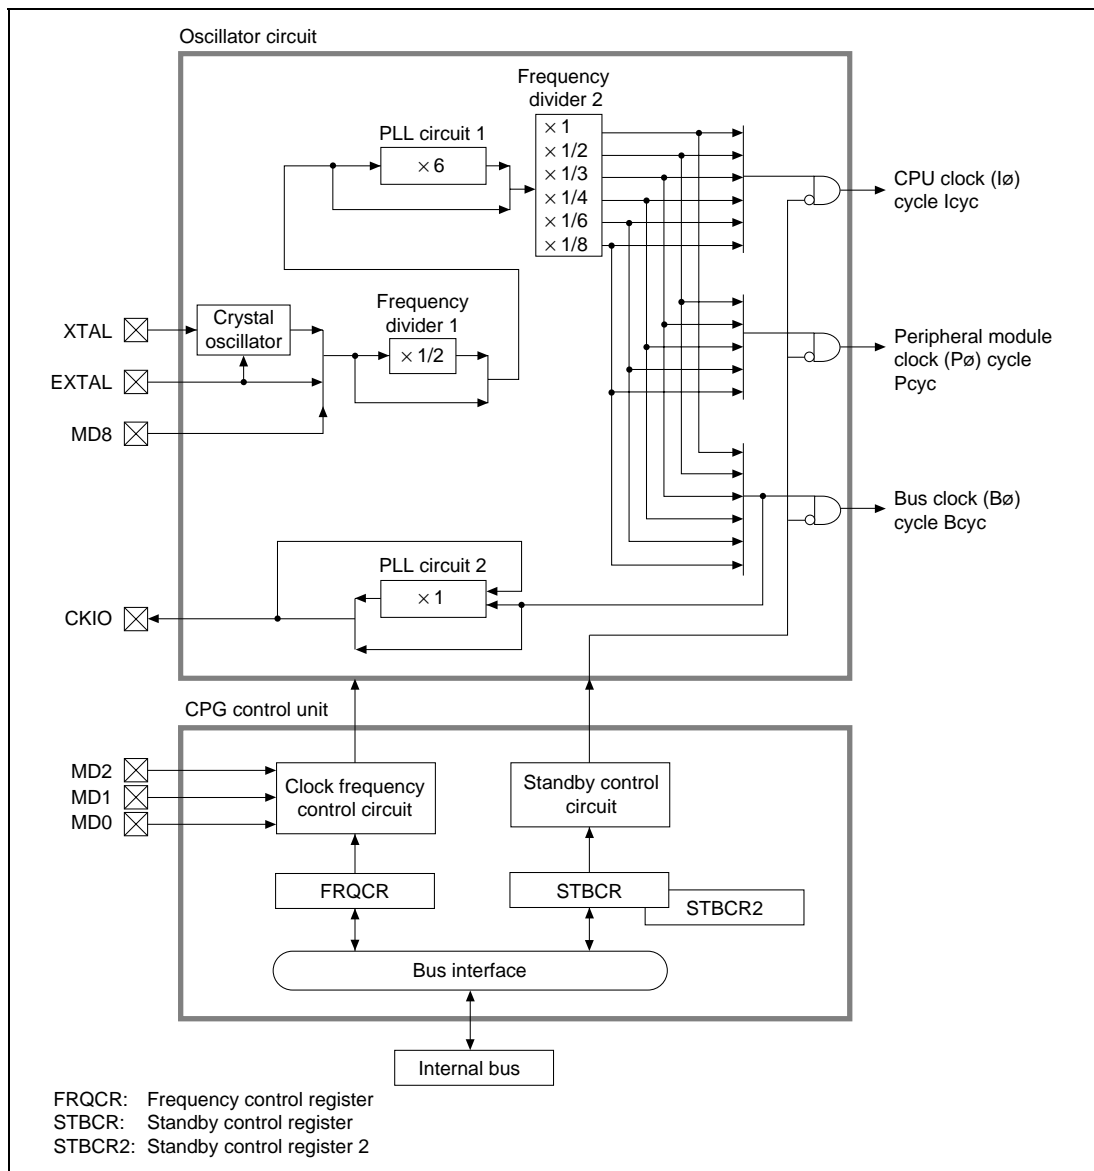 Oscillator circuit
Frequency
divider 2
PLL circuit 1
× 6
× 1
× 1/2
× 1/3
× 1/4
× 1/6
× 1/8
CPU clock (Iø)
cycle Icyc
XTAL
Crystal
oscillator
Frequency
divider 1
× 1/2
EXTAL
MD8
Peripheral module
clock (Pø) cycle
Pcyc
Bus clock (Bø)
cycle Bcyc
PLL circuit 2
× 1
CKIO
CPG control unit
MD2
MD1
MD0
Clock frequency
control circuit
Standby control
circuit
FRQCR
STBCR
STBCR2
Bus interface
Internal bus
FRQCR: Frequency control register
STBCR: Standby control register
STBCR2: Standby control register 2